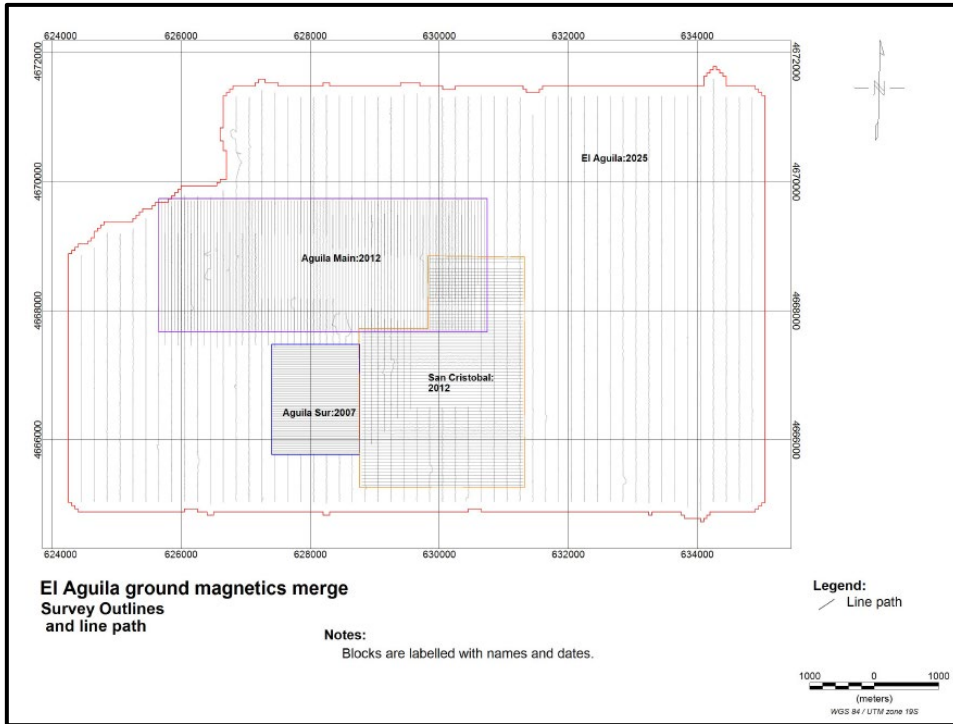 624000 626000 628000 630000 632000 634000
4672000 4672000
N
El Aguila:2025
4670000 4670000
Aguila Main:2012
4668000 4668000
San Cristobal:
2012
Aguila Sur:2007
4666000 4666000
624000 626000 628000 630000 632000 634000
El Aguila ground magnetics merge
Survey Outlines
and line path
Notes:
Blocks are labelled with names and dates.
Legend:
Line path
1000 0 1000
(meters)
WGS 84 / UTM zone 19S